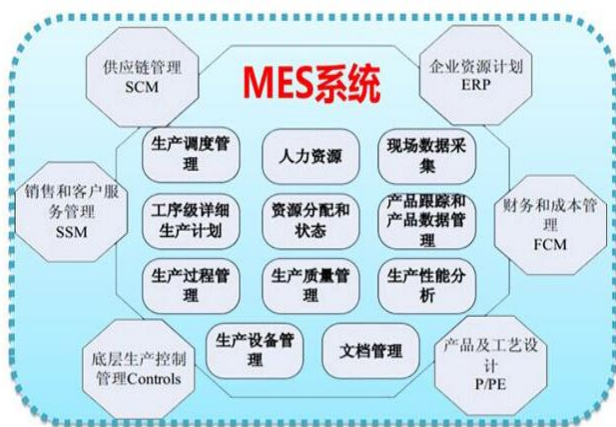 供应链管理
SCM
MES系统
企业资源计划
ERP
生产调度管
理
人力资源
现场数据采
集
销售和客户服
务管理
SSM
工序级详细
生产计划
资源分配和
状态
产品跟踪和
产品数据管
理
财务和成本管
理
FCM
生产过程管
理
生产质量管
理
生产性能分
析
底层生产控制
管理Controls
生产设备管
理
文档管理
产品及工艺设
计
P/PE